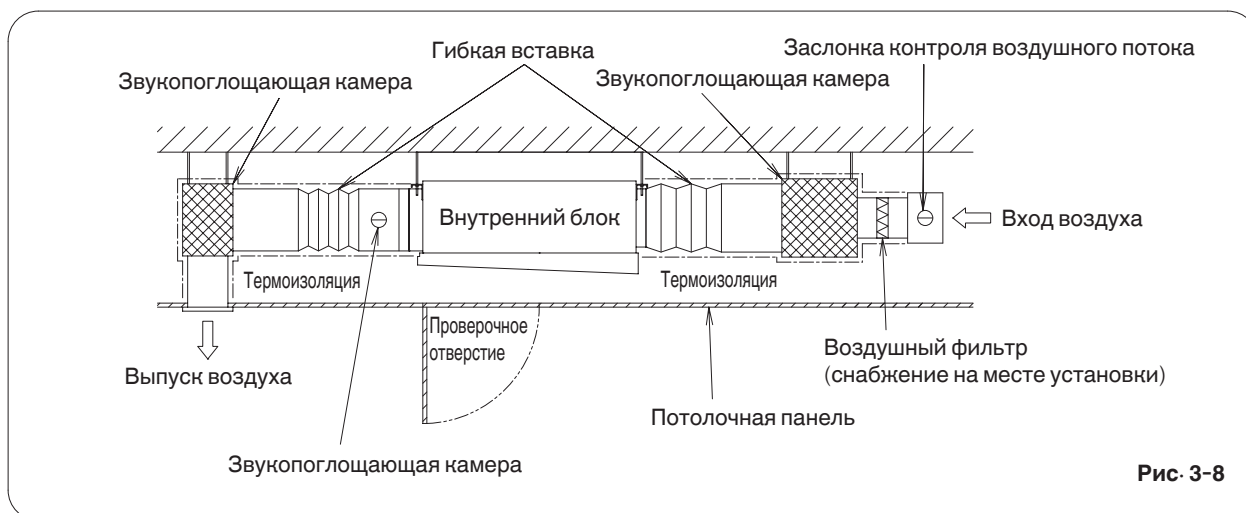 Гибкая вставка
Заслонка контроля воздушного потока
Звукопоглощающая камера
Звукопоглощающая камера
Внутренний блок
Вход воздуха
Термоизоляция
Термоизоляция
Проверочное
отверстие
Воздушный фильтр
(снабжение на месте установки)
Выпуск воздуха
Потолочная панель
Звукопоглощающая камера
Рис. 3-8